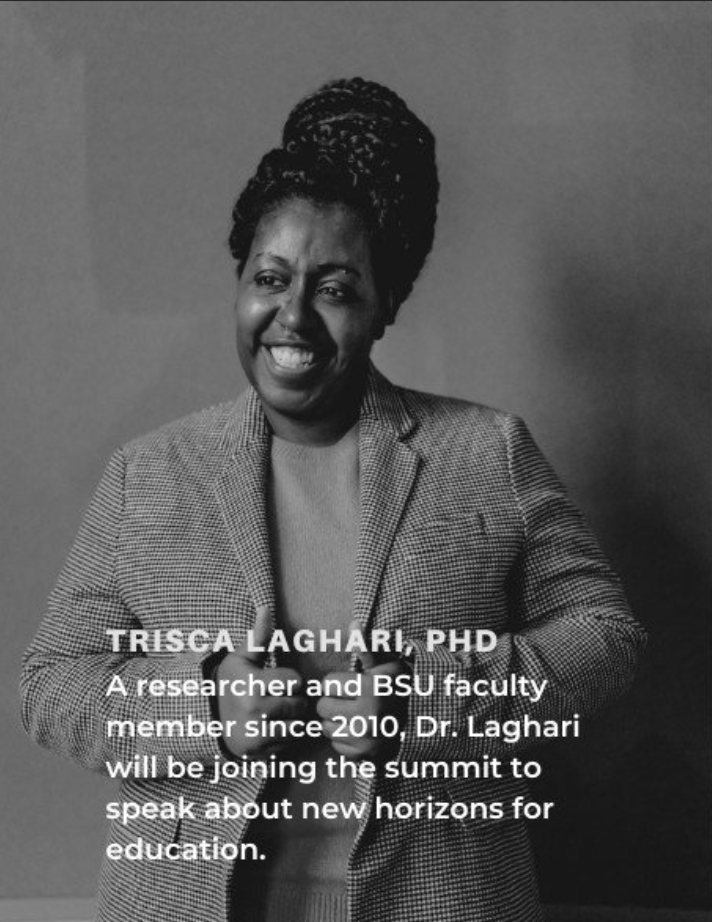 TRISCA LAGHARI, PHD
A researcher and BSU faculty
member since 2010, Dr. Laghari
will be joining the summit to
speak about new horizons for
education.